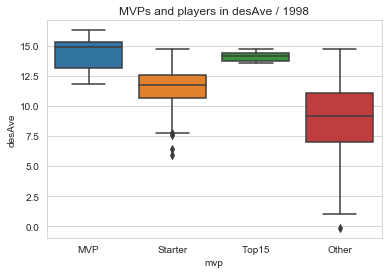 MVPs and players in desAve / 1998
desAve
15.0
12.5
10.0
7.5
5.0
2.5
0.0
MVP Starter Top15 Other
mvp